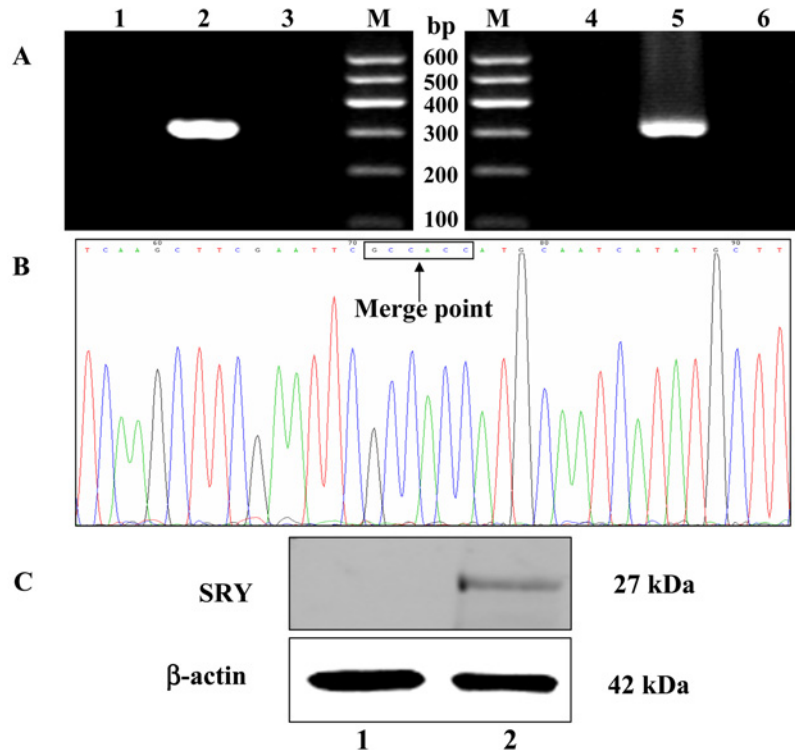 1 2 3 M bp M 4 5 6
A
600
500
400
300
200
100
B
60 70 80 90
T C A A G C T T C G A A T T C G C C A C C A T G C A A T C A T A T G C T T
Merge point
C
SRY 27 kDa
β-actin 42 kDa
1 2